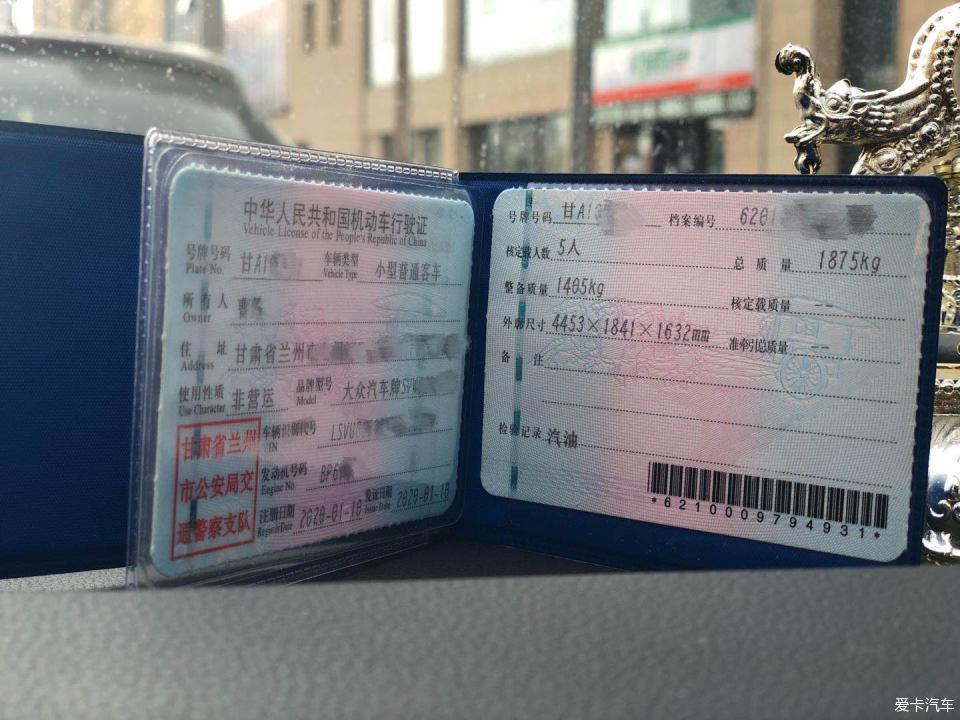 中华人民共和国机动车行驶证
Vehicle License of the People's Republic of China
号牌号码 甘A1 车辆类型 小型普通客车
Plate No. Vehicle Type
所有人
Owner
住址 甘肃省兰州市
Address
使用性质 非营运 品牌型号 大众汽车牌SVW
Use Character Model
车辆识别代号 LSVU
VIN
发动机号码 BP6
Engine No.
注册日期 2020-01-10 发证日期 2020-01-10
Register Date Issue Date
甘肃省兰州
市公安局交
通警察支队
号牌号码 甘A1 档案编号 6201
核定载人数 5人 总质量 1875kg
整备质量 1405kg 核定载质量 --
外廓尺寸 4453×1841×1632mm 准牵引总质量 --
备注
检验记录 汽油
*6210009794931*
爱卡汽车